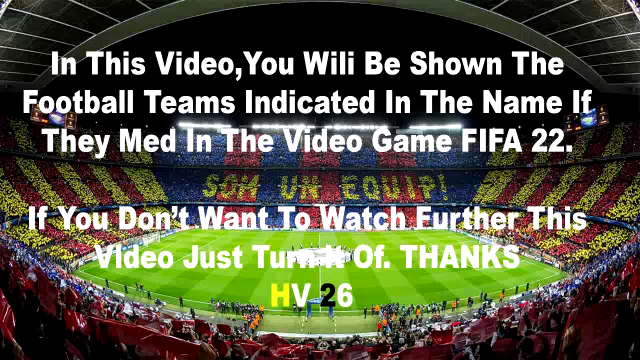 In This Video,You Wili Be Shown The
Football Teams Indicated In The Name If
They Med In The Video Game FIFA 22.
SOM UN EQUIP!
If You Don't Want To Watch Further This
Video Just Turn It Of. THANKS
HV 26